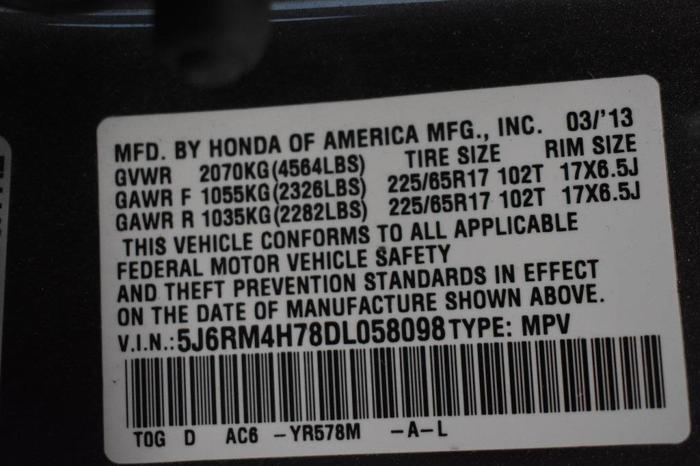 MFD. BY HONDA OF AMERICA MFG., INC. 03/'13
GVWR 2070KG(4564LBS) TIRE SIZE RIM SIZE
GAWR F 1055KG(2326LBS) 225/65R17 102T 17X6.5J
GAWR R 1035KG(2282LBS) 225/65R17 102T 17X6.5J
THIS VEHICLE CONFORMS TO ALL APPLICABLE
FEDERAL MOTOR VEHICLE SAFETY
AND THEFT PREVENTION STANDARDS IN EFFECT
ON THE DATE OF MANUFACTURE SHOWN ABOVE.
V.I.N.:5J6RM4H78DL058098 TYPE: MPV
TOG D AC6 -YR578M -A-L